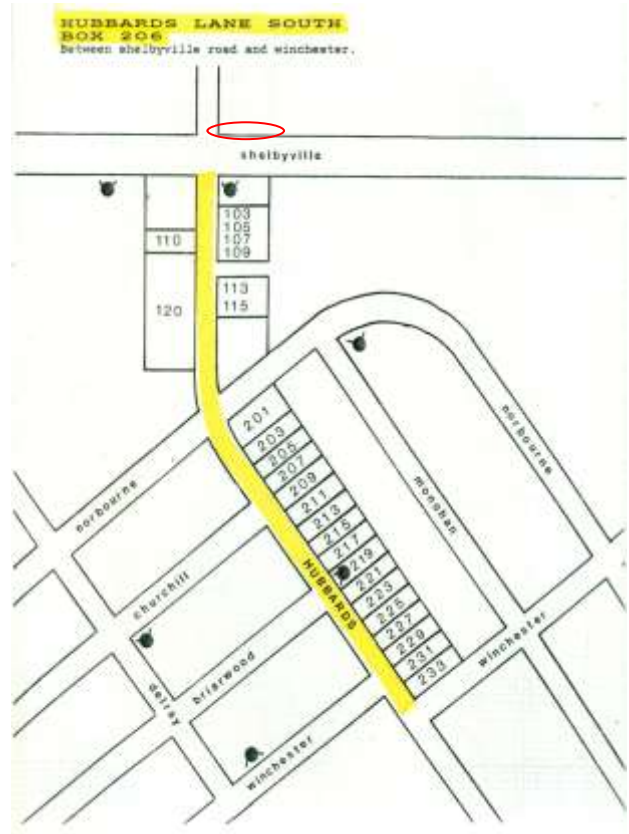 HUBBARDS LANE SOUTH
BOX 206
Between shelbyville road and winchester.
shelbyville
103
105
107
109
110
113
115
120
201
203
205
207
209
211
213
215
217
219
221
223
225
227
229
231
233
HUBBARDS
norbourne
norbourne
monohan
churchill
briarwood
delray
winchester
winchester